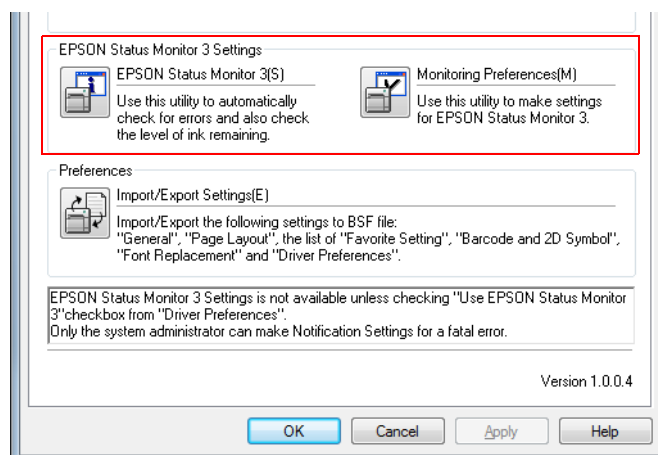 EPSON Status Monitor 3 Settings
EPSON Status Monitor 3(S)
Use this utility to automatically
check for errors and also check
the level of ink remaining.
Monitoring Preferences(M)
Use this utility to make settings
for EPSON Status Monitor 3.
Preferences
Import/Export Settings(E)
Import/Export the following settings to BSF file:
"General", "Page Layout", the list of "Favorite Setting", "Barcode and 2D Symbol",
"Font Replacement" and "Driver Preferences".
EPSON Status Monitor 3 Settings is not available unless checking "Use EPSON Status Monitor
3"checkbox from "Driver Preferences".
Only the system administrator can make Notification Settings for a fatal error.
Version 1.0.0.4
OK
Cancel
Apply
Help